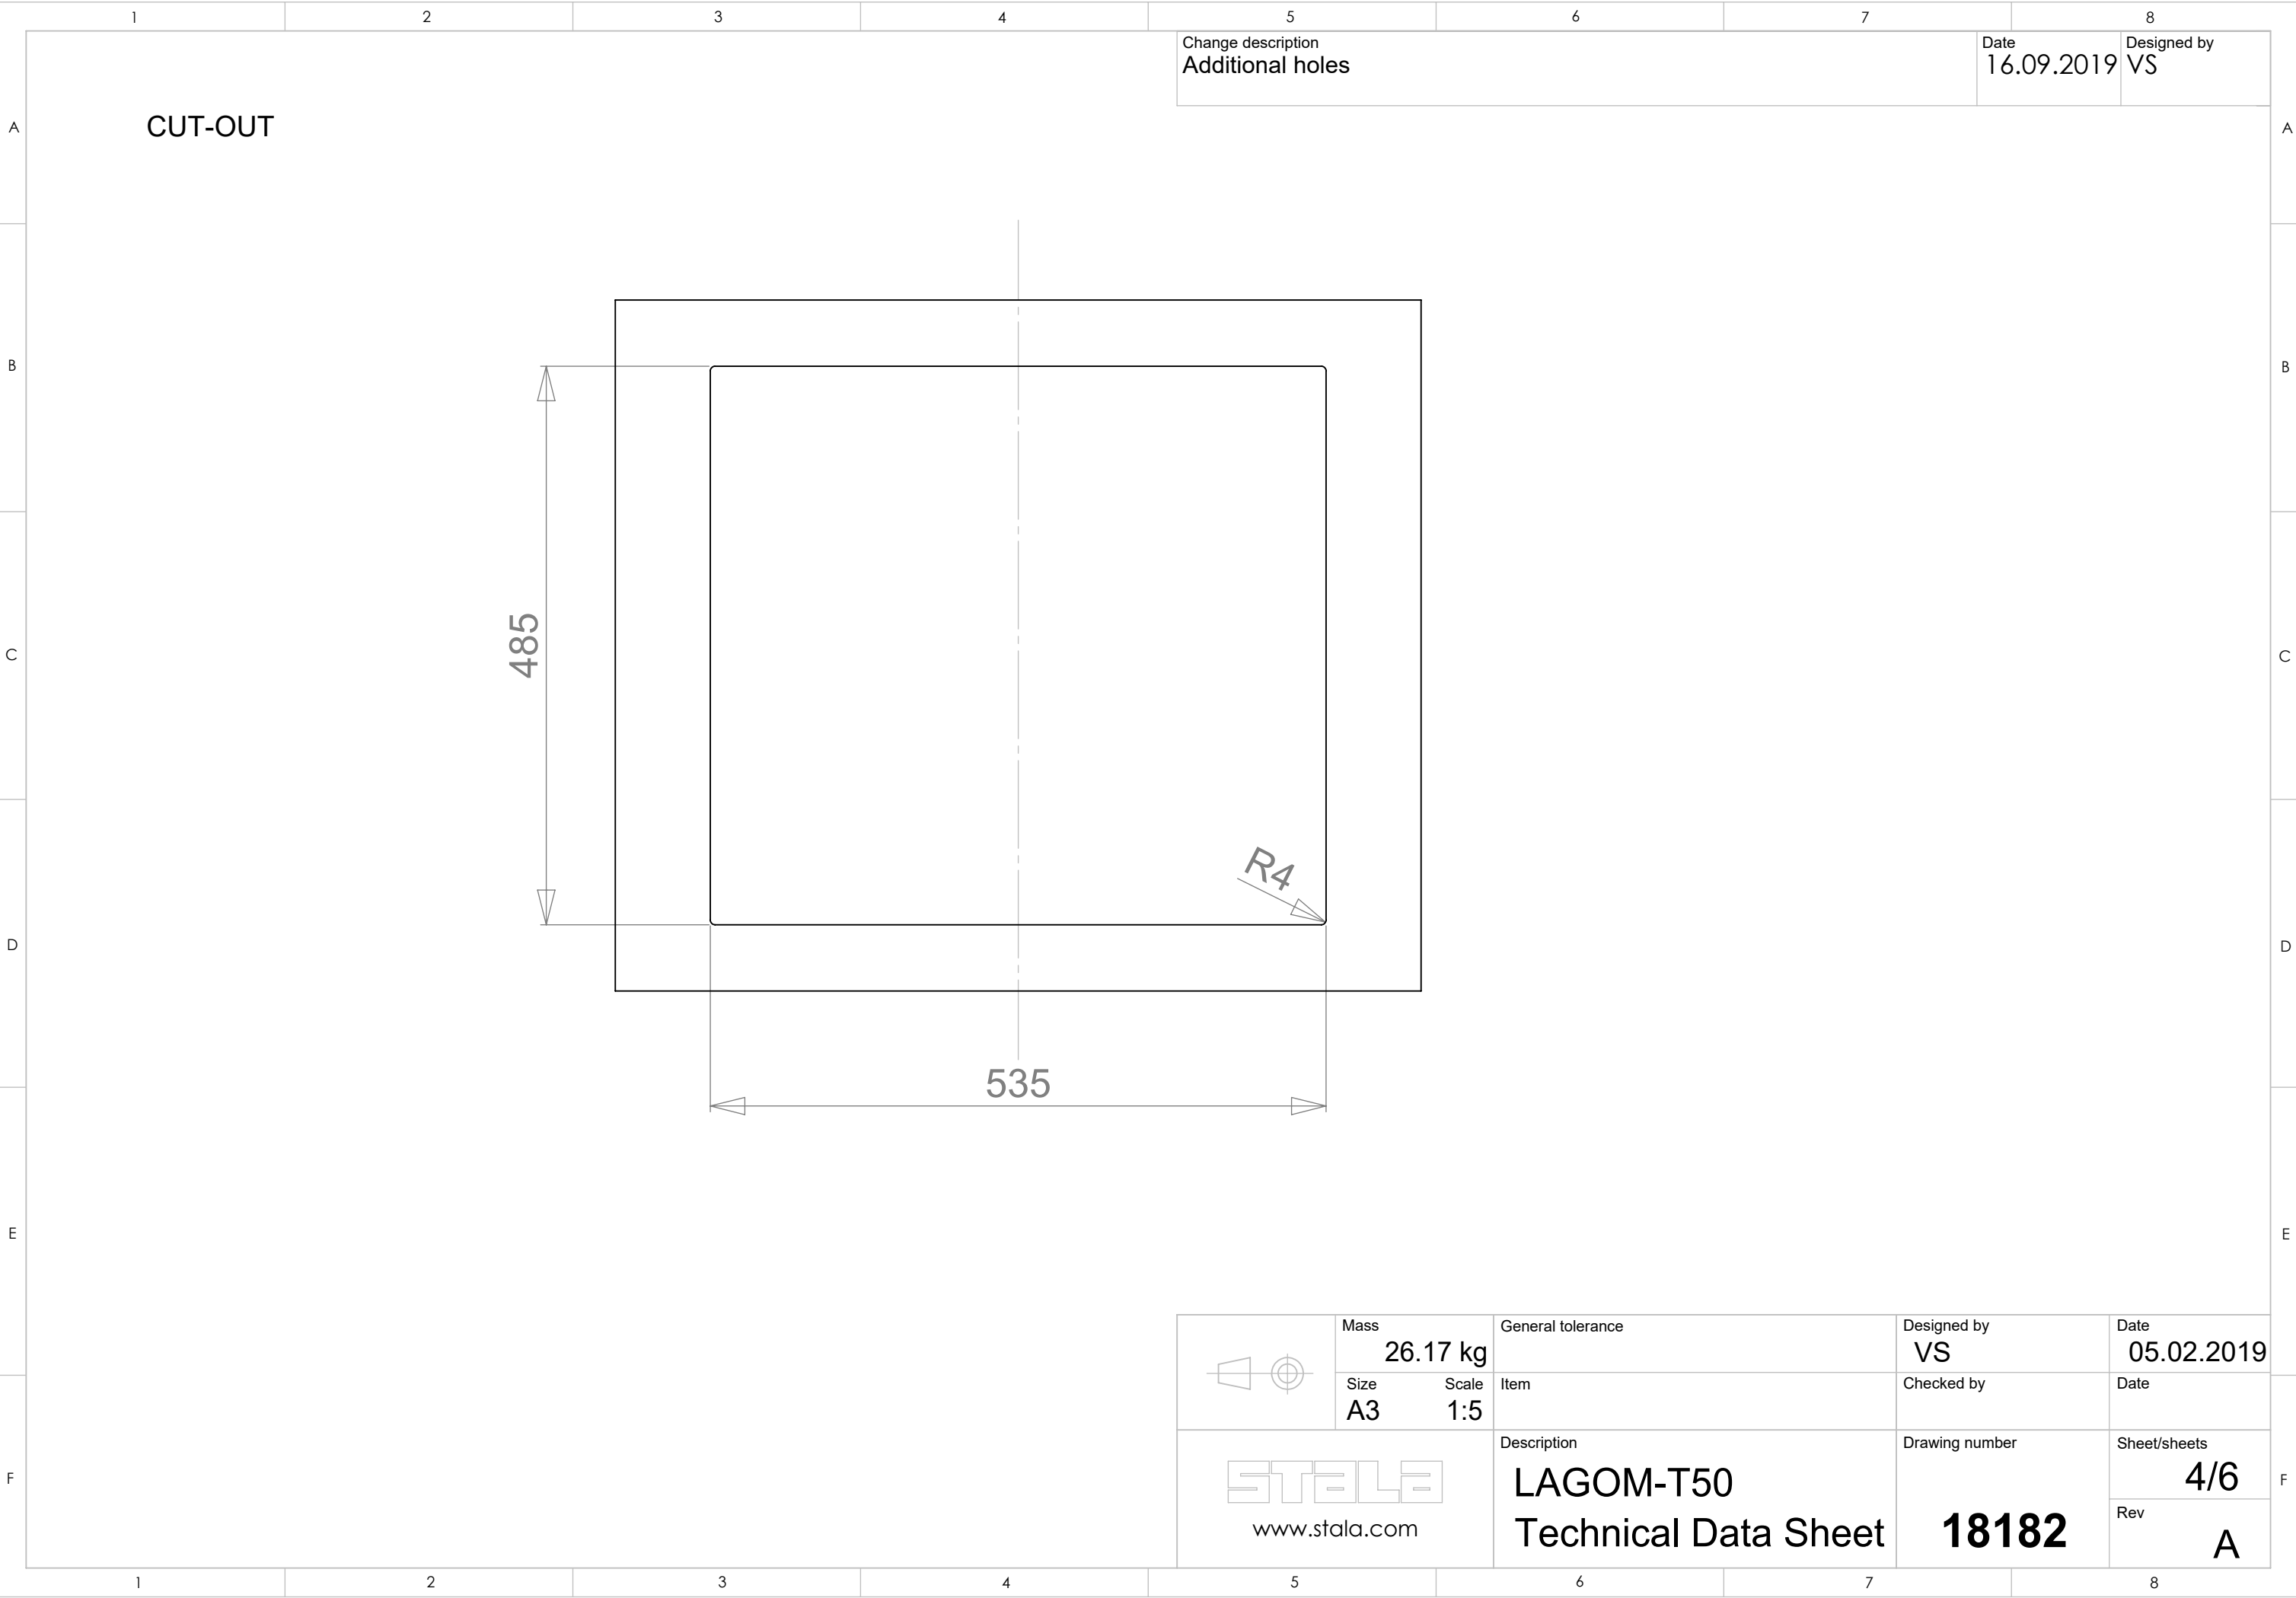 1 2 3 4 5 6 7 8
Change description
Additional holes
Date
16.09.2019
Designed by
VS
A A
CUT-OUT
B B
485
C C
R4
D D
535
E E
Mass
26.17 kg
General tolerance
Designed by
VS
Date
05.02.2019
Size
A3
Scale
1:5
Item
Checked by
Date
STALA
www.stala.com
Description
LAGOM-T50
Technical Data Sheet
Drawing number
18182
Sheet/sheets
4/6
Rev
A
F F
1 2 3 4 5 6 7 8